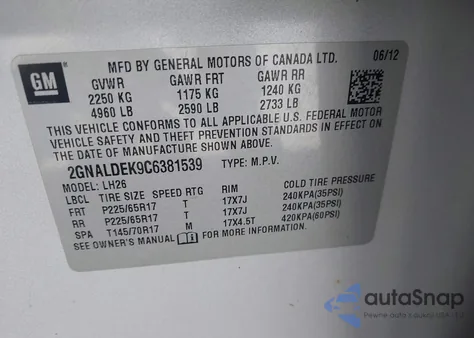 GM
MFD BY GENERAL MOTORS OF CANADA LTD. 06/12
GVWR GAWR FRT GAWR RR
2250 KG 1175 KG 1240 KG
4960 LB 2590 LB 2733 LB
THIS VEHICLE CONFORMS TO ALL APPLICABLE U.S. FEDERAL MOTOR
VEHICLE SAFETY AND THEFT PREVENTION STANDARDS IN EFFECT ON
THE DATE OF MANUFACTURE SHOWN ABOVE.
2GNALDEK9C6381539 TYPE: M.P.V.
MODEL: LH26
LBCL TIRE SIZE SPEED RTG RIM COLD TIRE PRESSURE
FRT P225/65R17 T 17X7J 240KPA(35PSI)
RR P225/65R17 T 17X7J 240KPA(35PSI)
SPA T145/70R17 M 17X4.5T 420KPA(60PSI)
SEE OWNER'S MANUAL FOR MORE INFORMATION
autoSnap
Pewne Auto z Aukcji USA